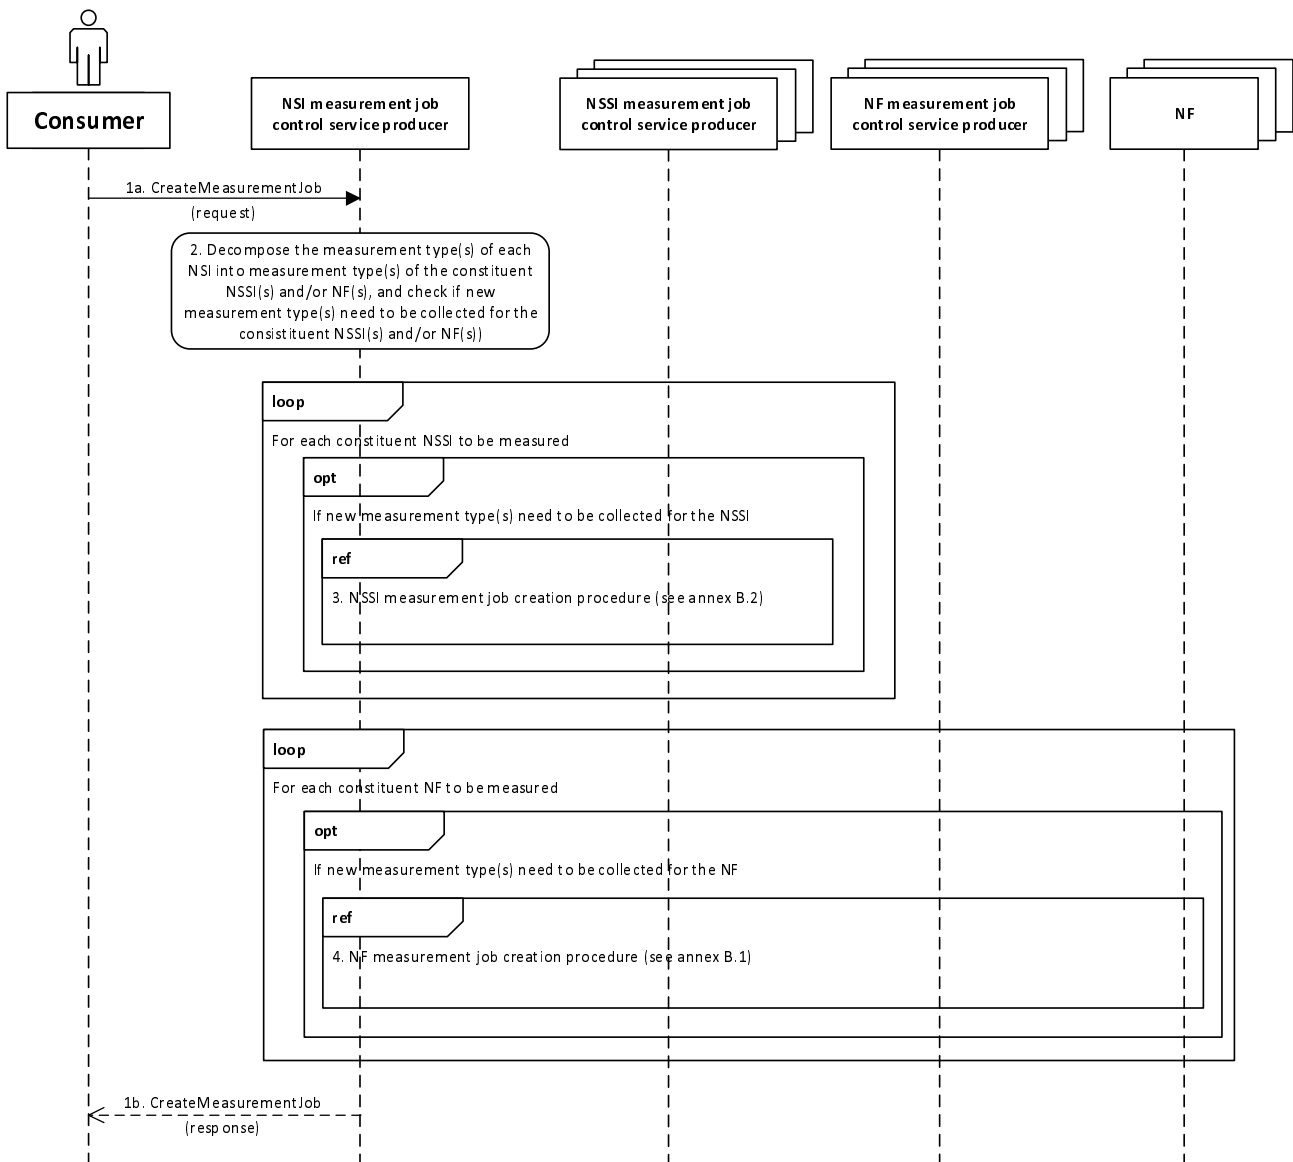 Consumer
NSI measurement job
control service producer
NSSI measurement job
control service producer
NF measurement job
control service producer
NF
1a. CreateMeasurementJob
(request)
2. Decompose the measurement type(s) of each
NSI into measurement type(s) of the constituent
NSSI(s) and/or NF(s), and check if new
measurement type(s) need to be collected for the
consistituent NSSI(s) and/or NF(s))
loop
For each constituent NSSI to be measured
opt
If new measurement type(s) need to be collected for the NSSI
ref
3. NSSI measurement job creation procedure (see annex B.2)
loop
For each constituent NF to be measured
opt
If new measurement type(s) need to be collected for the NF
ref
4. NF measurement job creation procedure (see annex B.1)
1b. CreateMeasurementJob
(response)